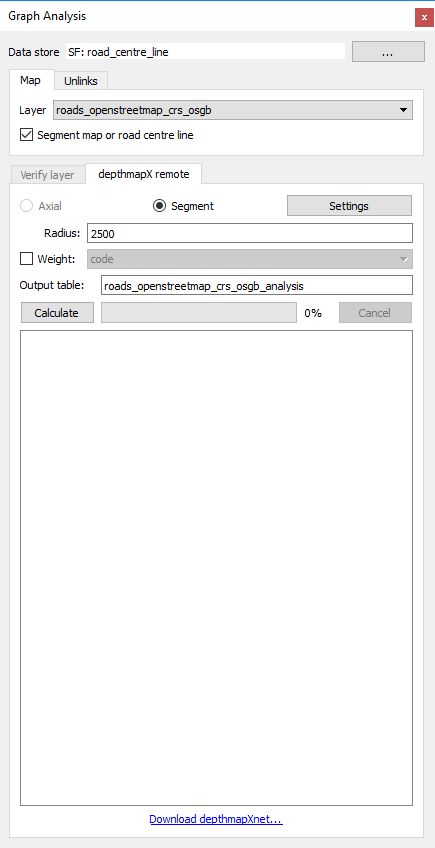 Graph Analysis
x
Data store SF: road_centre_line ...
Map Unlinks
Layer roads_openstreetmap_crs_osgb
Segment map or road centre line
Verify layer depthmapX remote
Axial Segment Settings
Radius: 2500
Weight: code
Output table: roads_openstreetmap_crs_osgb_analysis
Calculate 0% Cancel
Download depthmapXnet...